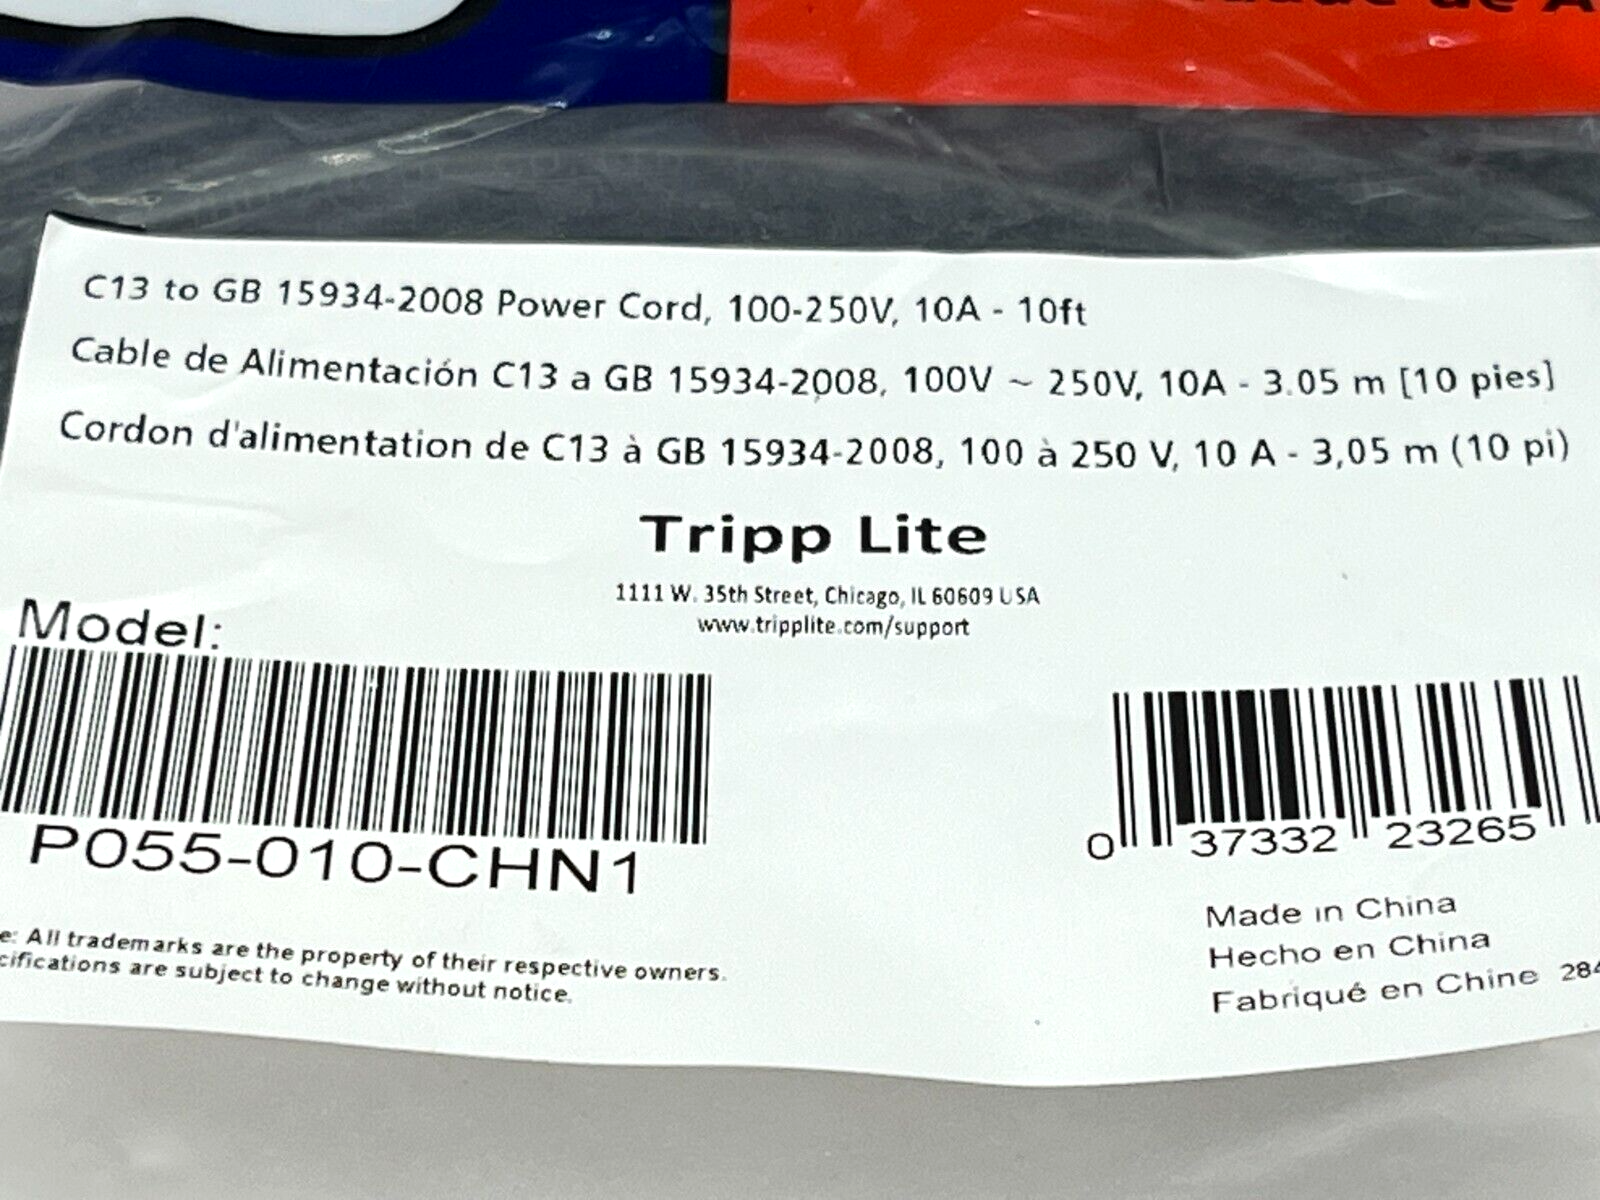 de
C13 to GB 15934-2008 Power Cord, 100-250V, 10A - 10ft
Cable de Alimentación C13 a GB 15934-2008, 100V ~ 250V, 10A - 3.05 m [10 pies]
Cordon d'alimentation de C13 à GB 15934-2008, 100 à 250 V, 10 A - 3,05 m (10 pi)
Tripp Lite
1111 W. 35th Street, Chicago, IL 60609 USA
www.tripplite.com/support
Model:
P055-010-CHN1
0 37332 23265
e: All trademarks are the property of their respective owners.
cifications are subject to change without notice.
Made in China
Hecho en China
Fabriqué en Chine 284